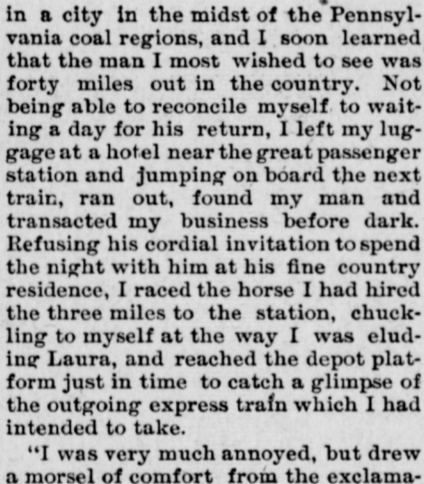 in a city in the midst of the Pennsyl-
vania coal regions, and I soon learned
that the man I most wished to see was
forty miles out in the country. Not
being able to reconcile myself to wait-
ing a day for his return, I left my lug-
gage at a hotel near the great passenger
station and jumping on board the next
train, ran out, found my man and
transacted my business before dark.
Refusing his cordial invitation to spend
the night with him at his fine country
residence, I raced the horse I had hired
the three miles to the station, chuck-
ling to myself at the way I was elud-
ing Laura, and reached the depot plat-
form just in time to catch a glimpse of
the outgoing express train which I had
intended to take.
"I was very much annoyed, but drew
a morsel of comfort from the exclama-